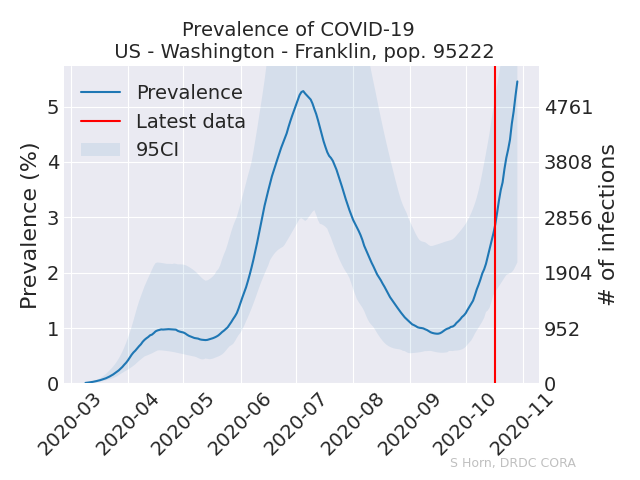 Prevalence of COVID-19
US - Washington - Franklin, pop. 95222
Prevalence
Latest data
95CI
Prevalence (%)
5
4
3
2
1
0
4761
3808
2856
1904
952
0
# of infections
2020-03
2020-04
2020-05
2020-06
2020-07
2020-08
2020-09
2020-10
2020-11
S Horn, DRDC CORA